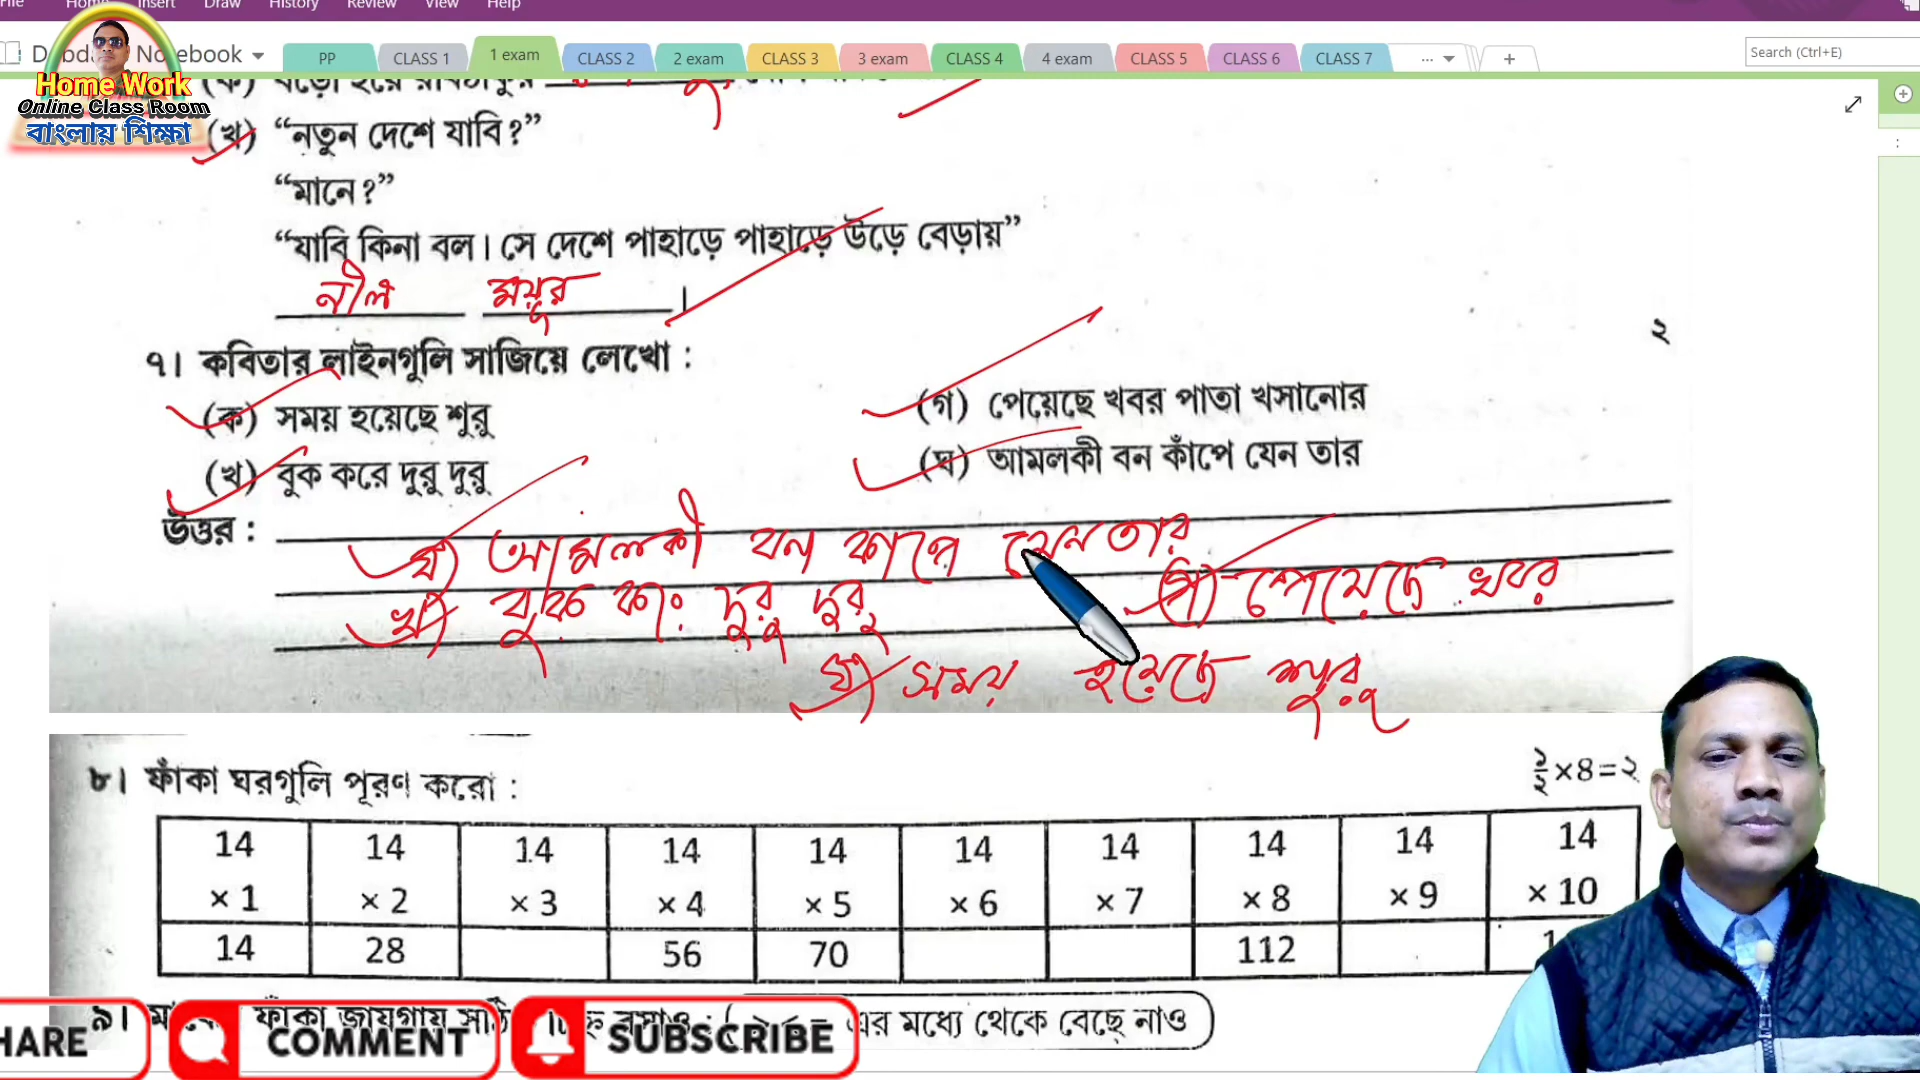 File Home Insert Draw History Review View Help
Notebook
PP CLASS 1 1 exam CLASS 2 2 exam CLASS 3 3 exam CLASS 4 4 exam CLASS 5 CLASS 6 CLASS 7 ... +
Search (Ctrl+E)
Home Work
Online Class Room
বাংলায় শিক্ষা
(খ) “নতুন দেশে যাবি?”
“মানে?”
“যাবি কিনা বল। সে দেশে পাহাড়ে পাহাড়ে উড়ে বেড়ায়”
নীল ময়ূর ।
২
৭। কবিতার লাইনগুলি সাজিয়ে লেখো :
(ক) সময় হয়েছে শুরু (গ) পেয়েছে খবর পাতা খসানোর
(খ) বুক করে দুরু দুরু (ঘ) আমলকী বন কাঁপে যেন তার
উত্তর :
ঘ) আমলকী বন কাপে যেন তার
খ) বুক দুরু দুরু গ) পেয়েছে খবর
সময় হয়েছে শুরু
৮। ফাঁকা ঘরগুলি পূরণ করো : ১/২×8=২
14 14 14 14 14 14 14 14 14 14
× 1 × 2 × 3 × 4 × 5 × 6 × 7 × 8 × 9 × 10
14 28 56 70 112
৯। ফাঁকা জায়গায় এর মধ্যে থেকে বেছে নাও
COMMENT
SUBSCRIBE